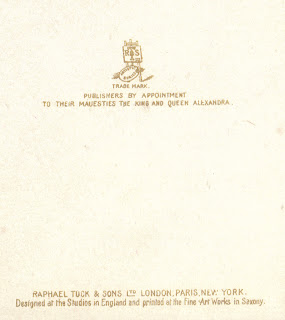 R T
& S
TRADE MARK.
PUBLISHERS BY APPOINTMENT
TO THEIR MAJESTIES THE KING AND QUEEN ALEXANDRA.
RAPHAEL TUCK & SONS LTD LONDON, PARIS, NEW YORK.
Designed at the Studios in England and printed at the Fine Art Works in Saxony.